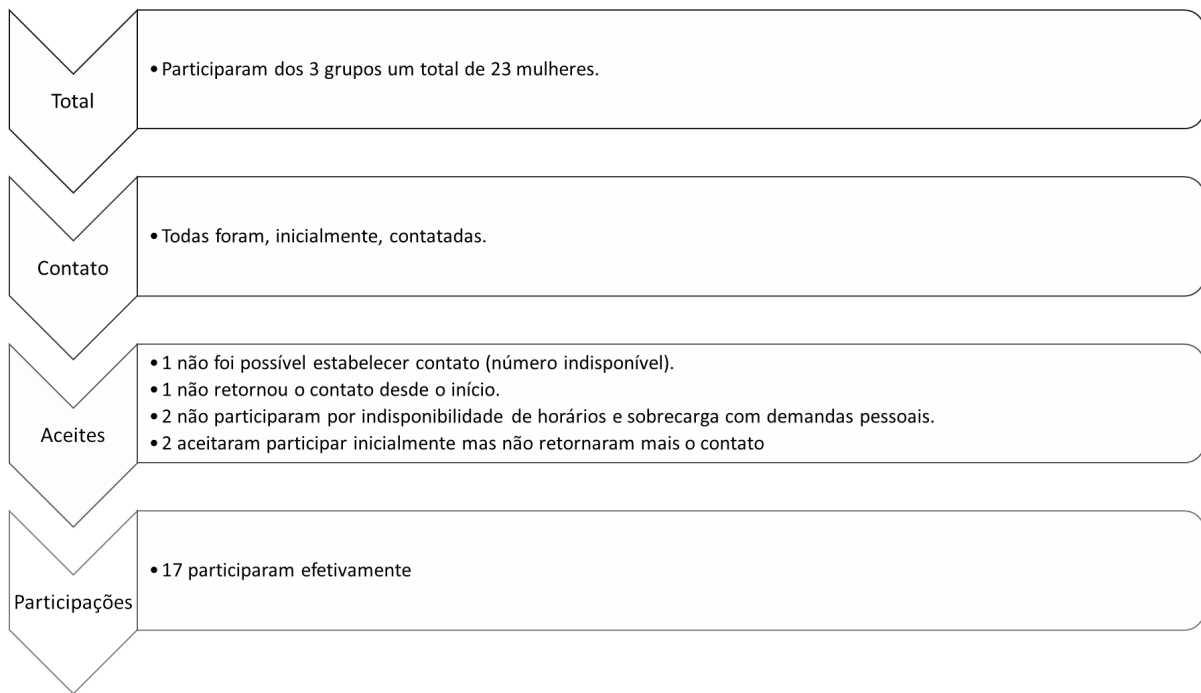 Total
• Participaram dos 3 grupos um total de 23 mulheres.
Contato
• Todas foram, inicialmente, contatadas.
Aceites
• 1 não foi possível estabelecer contato (número indisponível).
• 1 não retornou o contato desde o início.
• 2 não participaram por indisponibilidade de horários e sobrecarga com demandas pessoais.
• 2 aceitaram participar inicialmente mas não retornaram mais o contato
Participações
• 17 participaram efetivamente